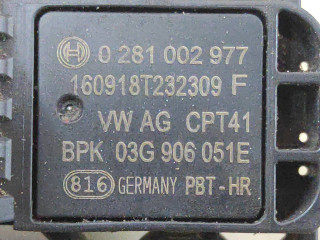 0 281 002 977
160918T232309 F
VW AG CPT41
BPK 03G 906 051E
816 GERMANY PBT-HR